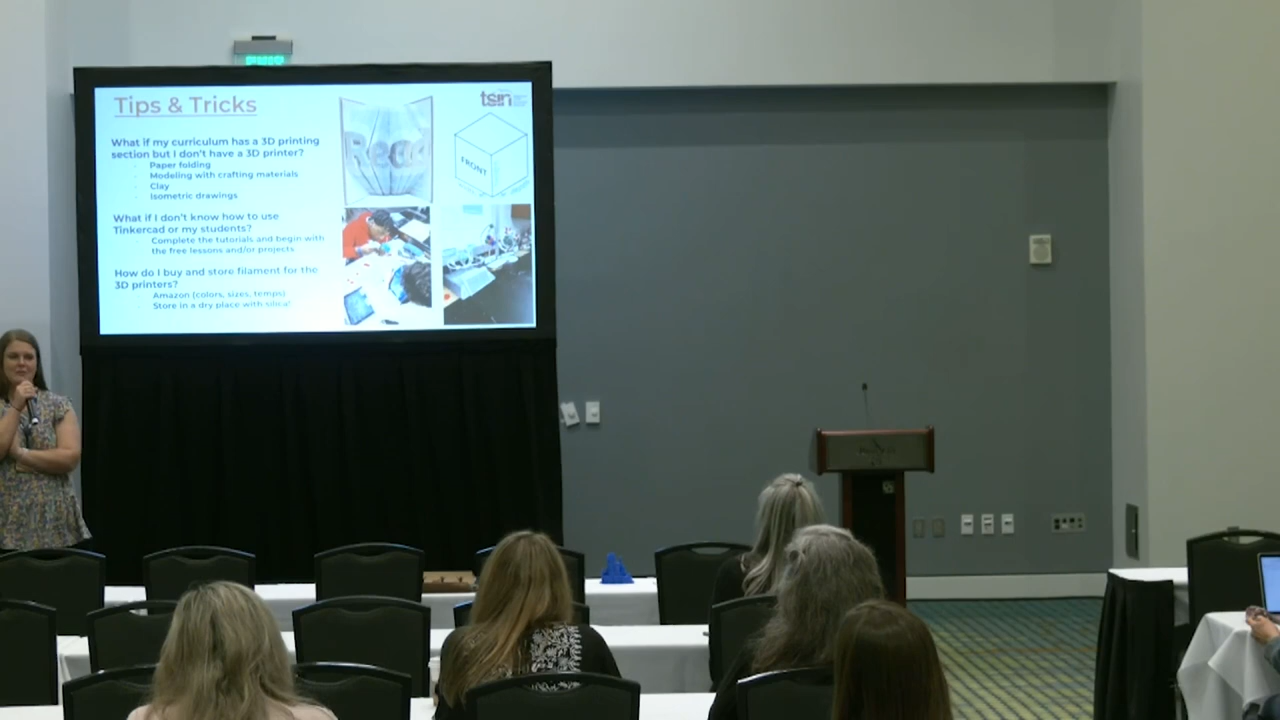 EXIT
Tips & Tricks
tsin
What if my curriculum has a 3D printing
section but I don't have a 3D printer?
Paper folding
Modeling with crafting materials
Clay
Isometric drawings
What if I don't know how to use
Tinkercad or my students?
Complete the tutorials and begin with
the free lessons and/or projects
How do I buy and store filament for the
3D printers?
Amazon (colors, sizes, temps)
Store in a dry place with silica!
Read
FRONT